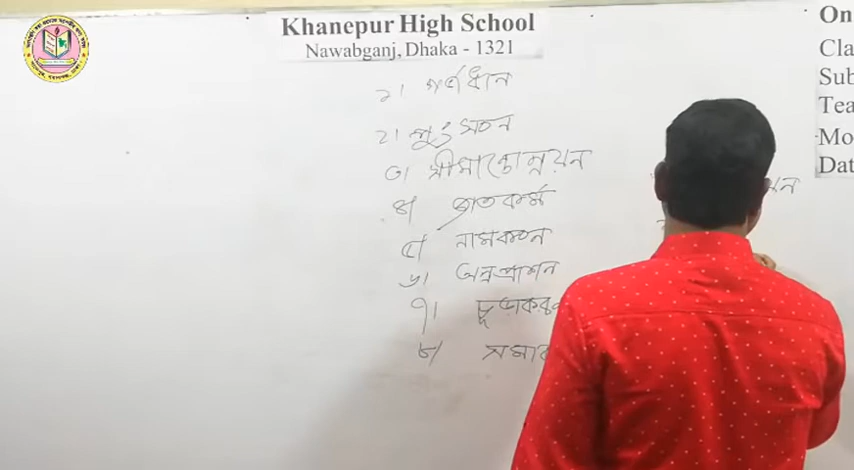 Khanepur High School
Nawabganj, Dhaka - 1321
On
Cla
Sub
Tea
Mo
Dat
১। গর্ভধান
২। পুংসবন
৩। সীমান্তোন্নয়ন
৪। জাতকর্ম
৫। নামকরণ
৬। অন্নপ্রাশন
৭। চূড়াকরণ
৮। সমাব